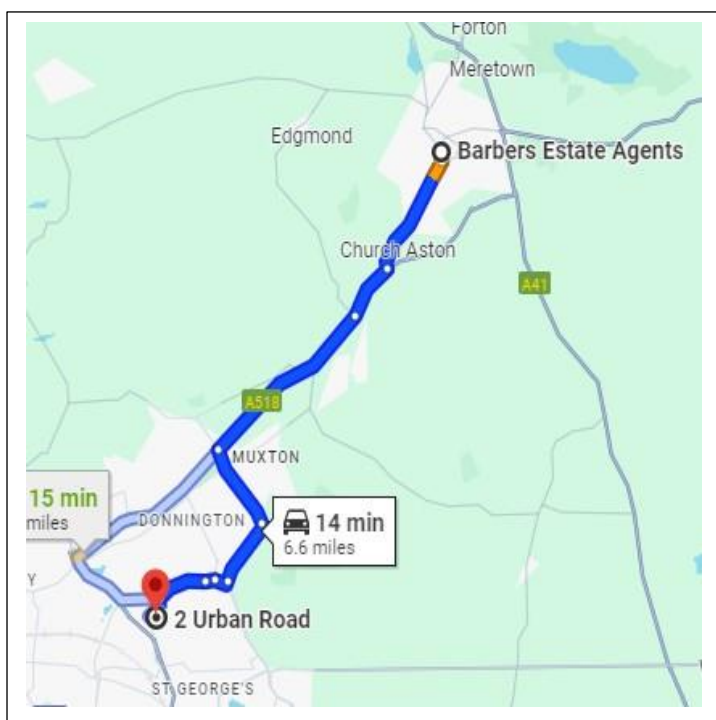 Forton
Meretown
Edgmond
Barbers Estate Agents
Church Aston
A41
A518
MUXTON
15 min
miles
DONNINGTON
14 min
6.6 miles
Y
2 Urban Road
ST GEORGE'S